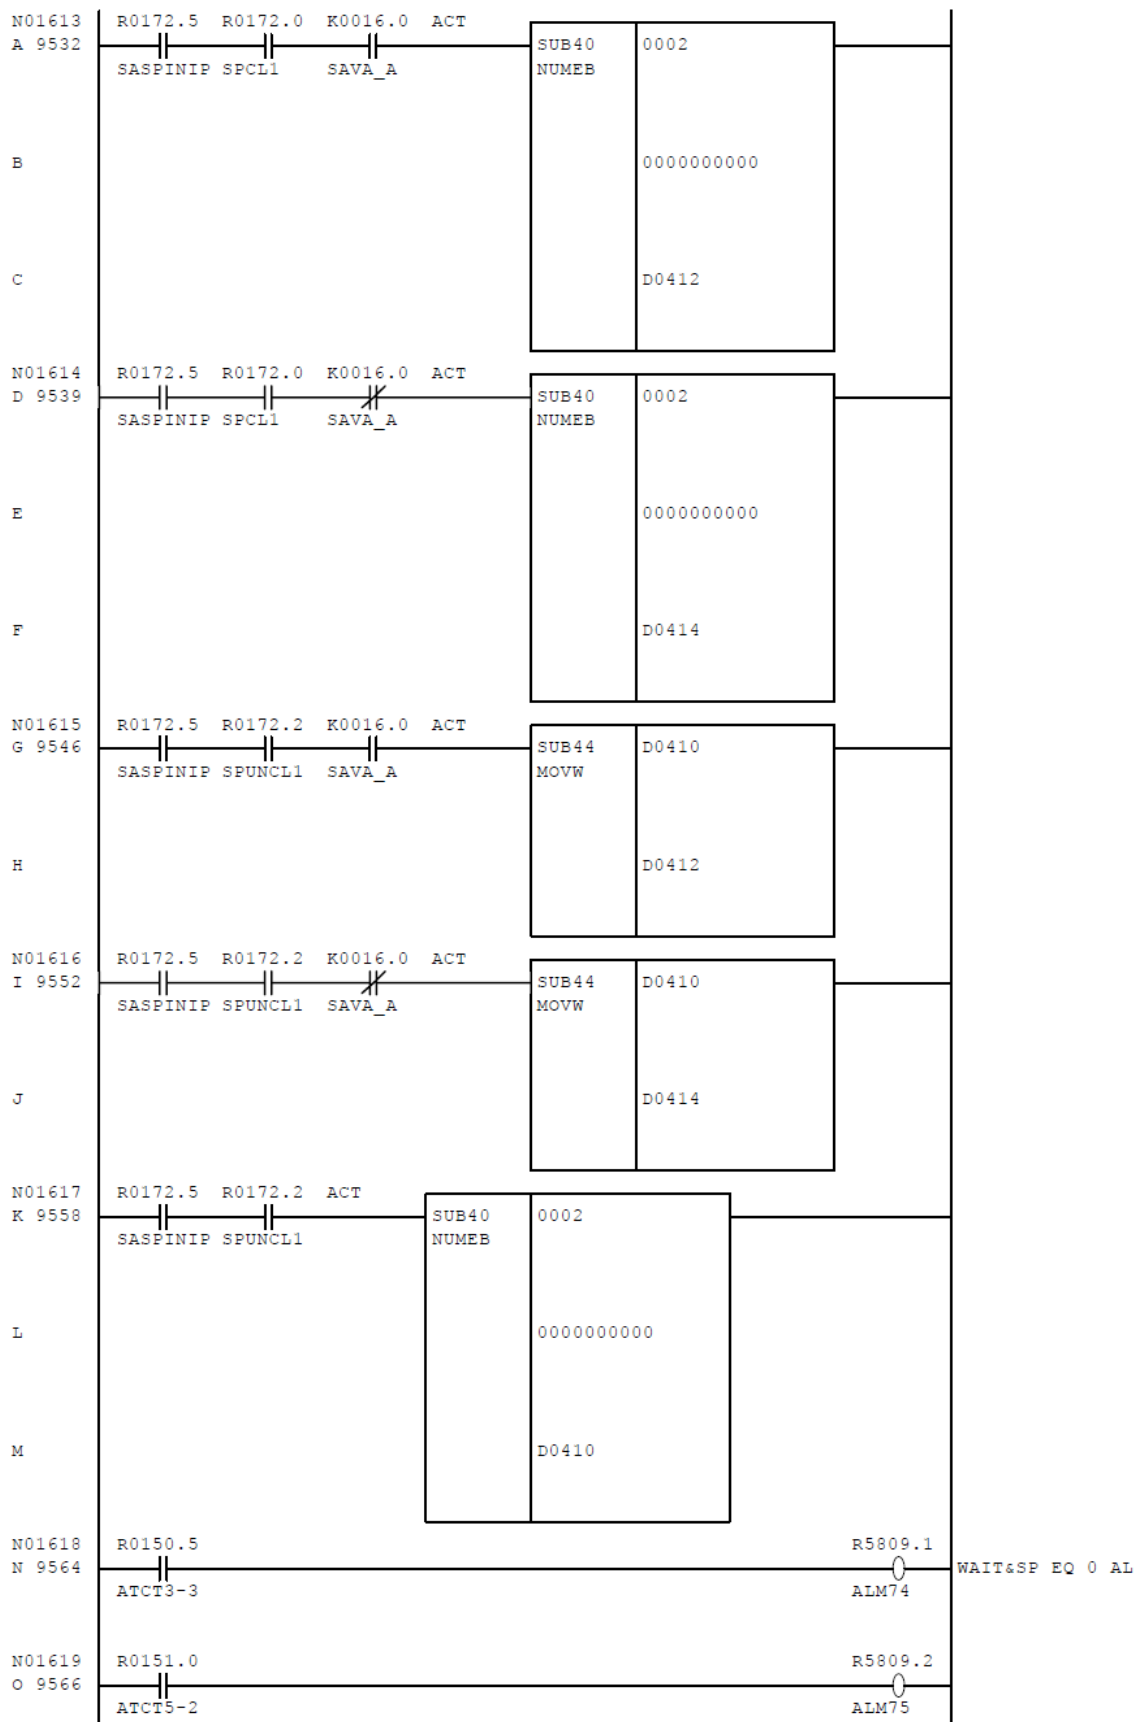 N01613 R0172.5 R0172.0 K0016.0 ACT
A 9532 SUB40 0002
SASPINIP SPCL1 SAVA_A NUMEB
B 0000000000
C D0412
N01614 R0172.5 R0172.0 K0016.0 ACT
D 9539 SUB40 0002
SASPINIP SPCL1 SAVA_A NUMEB
E 0000000000
F D0414
N01615 R0172.5 R0172.2 K0016.0 ACT
G 9546 SUB44 D0410
SASPINIP SPUNCL1 SAVA_A MOVW
H D0412
N01616 R0172.5 R0172.2 K0016.0 ACT
I 9552 SUB44 D0410
SASPINIP SPUNCL1 SAVA_A MOVW
J D0414
N01617 R0172.5 R0172.2 ACT
K 9558 SUB40 0002
SASPINIP SPUNCL1 NUMEB
L 0000000000
M D0410
N01618 R0150.5 R5809.1
N 9564 WAIT&SP EQ 0 AL
ATCT3-3 ALM74
N01619 R0151.0 R5809.2
O 9566
ATCT5-2 ALM75